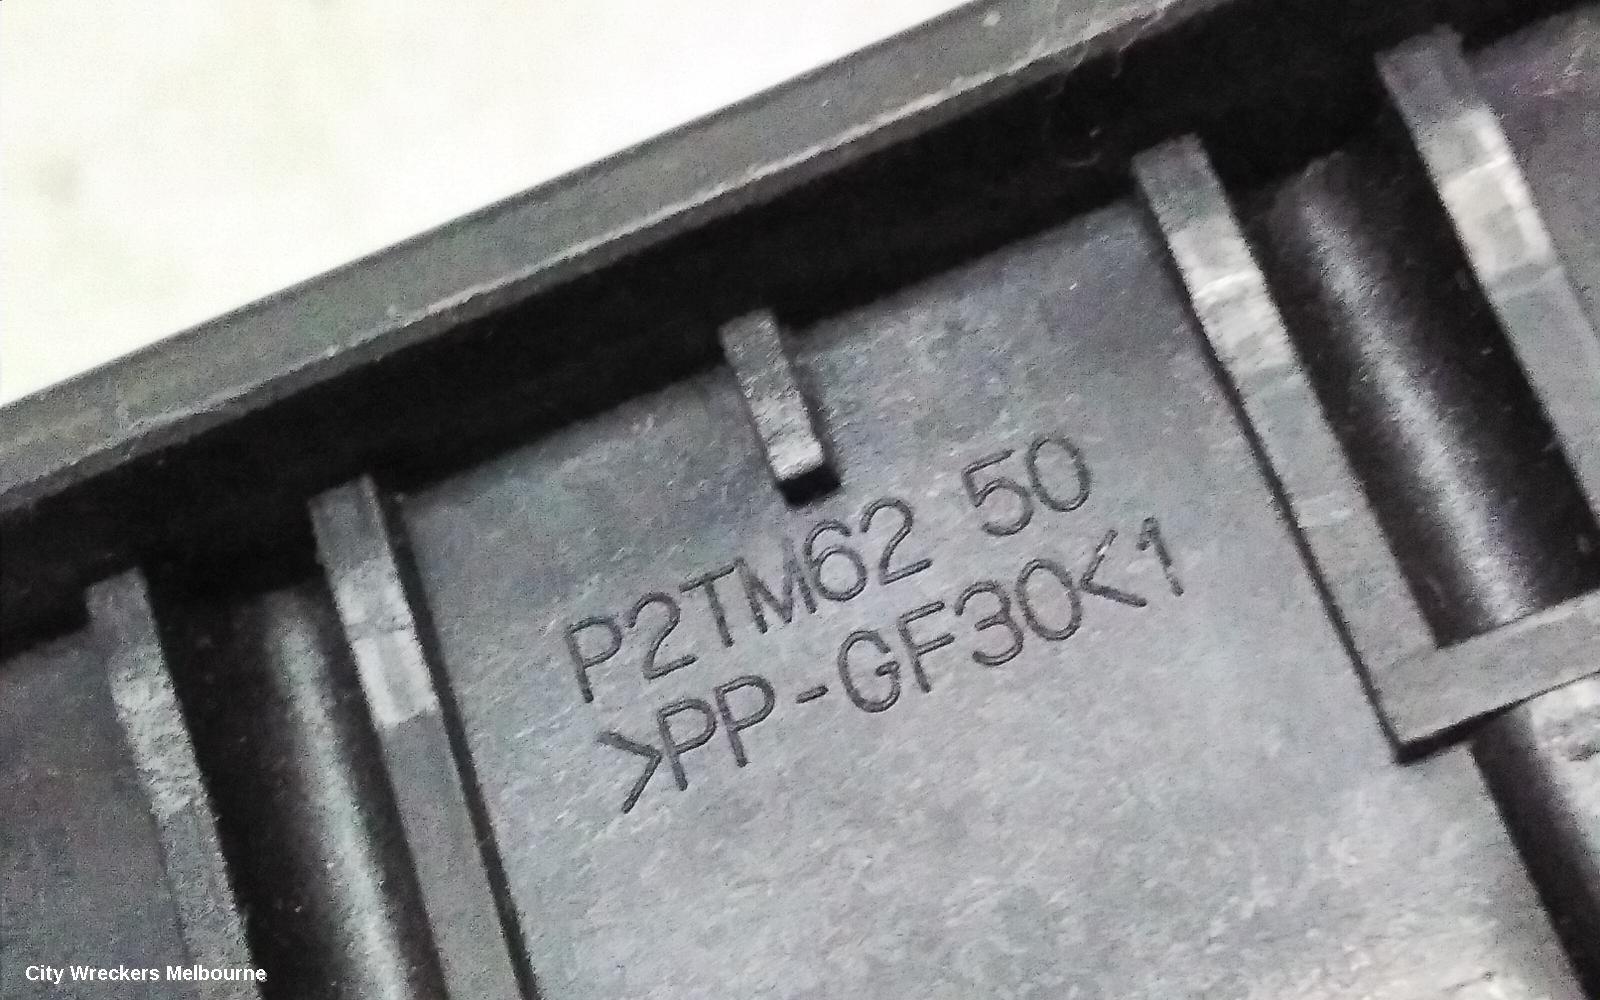 P2TM62 50
>PP-GF30<1
City Wreckers Melbourne